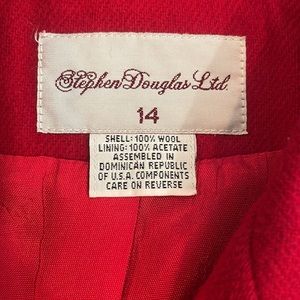 Stephen Douglas Ltd.
14
SHELL: 100% WOOL
LINING: 100% ACETATE
ASSEMBLED IN
DOMINICAN REPUBLIC
OF U.S.A. COMPONENTS
CARE ON REVERSE